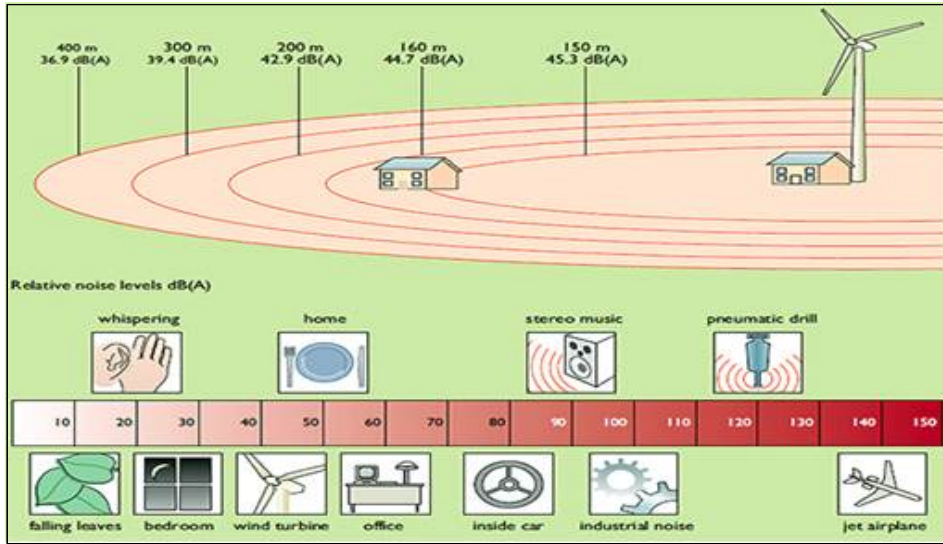 400 m
36.9 dB(A)
300 m
39.4 dB(A)
200 m
42.9 dB(A)
160 m
44.7 dB(A)
150 m
45.3 dB(A)
Relative noise levels dB(A)
whispering
home
stereo music
pneumatic drill
10 20 30 40 50 60 70 80 90 100 110 120 130 140 150
falling leaves
bedroom
wind turbine
office
inside car
industrial noise
jet airplane